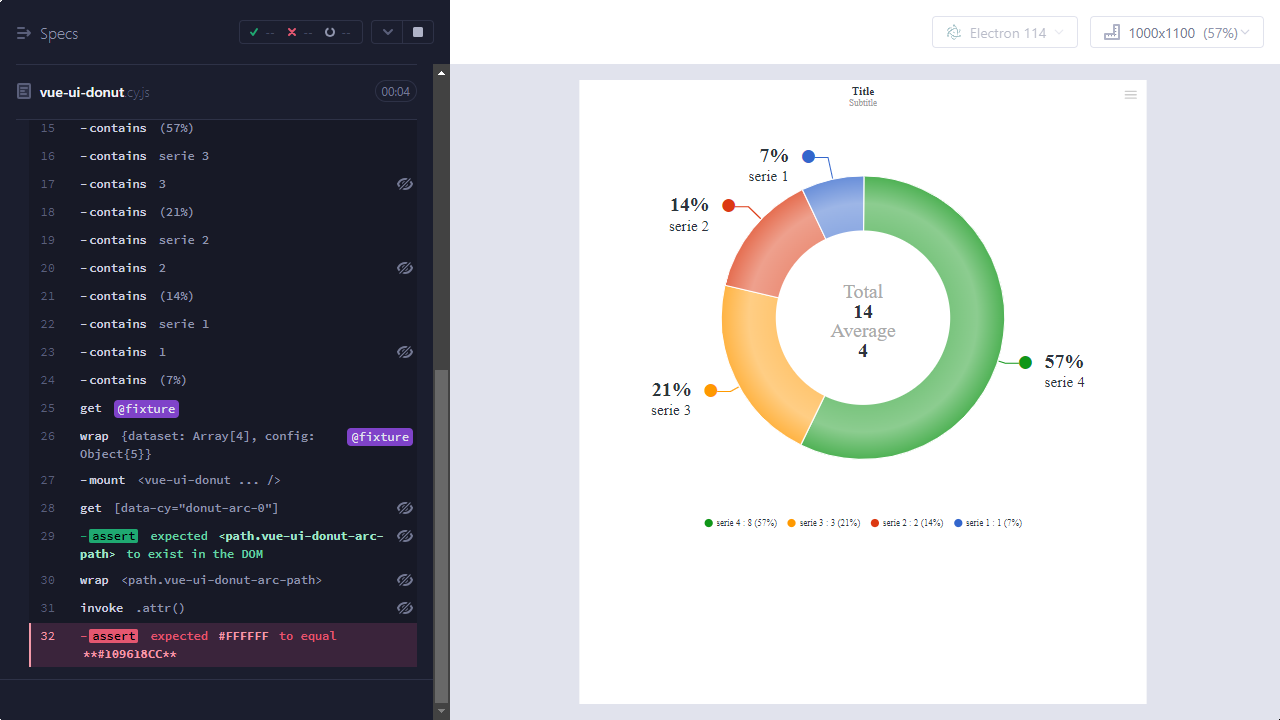 Specs
--
--
--
Electron 114
1000x1100 (57%)
vue-ui-donut.cy.js
00:04
15 -contains (57%)
16 -contains serie 3
17 -contains 3
18 -contains (21%)
19 -contains serie 2
20 -contains 2
21 -contains (14%)
22 -contains serie 1
23 -contains 1
24 -contains (7%)
25 get @fixture
26 wrap {dataset: Array[4], config: @fixture
Object{5}}
27 -mount <vue-ui-donut ... />
28 get [data-cy="donut-arc-0"]
29 -assert expected <path.vue-ui-donut-arc-
path> to exist in the DOM
30 wrap <path.vue-ui-donut-arc-path>
31 invoke .attr()
32 -assert expected #FFFFFF to equal
**#109618CC**
Title
Subtitle
7%
serie 1
14%
serie 2
Total
14
Average
4
57%
serie 4
21%
serie 3
serie 4 : 8 (57%) serie 3 : 3 (21%) serie 2 : 2 (14%) serie 1 : 1 (7%)